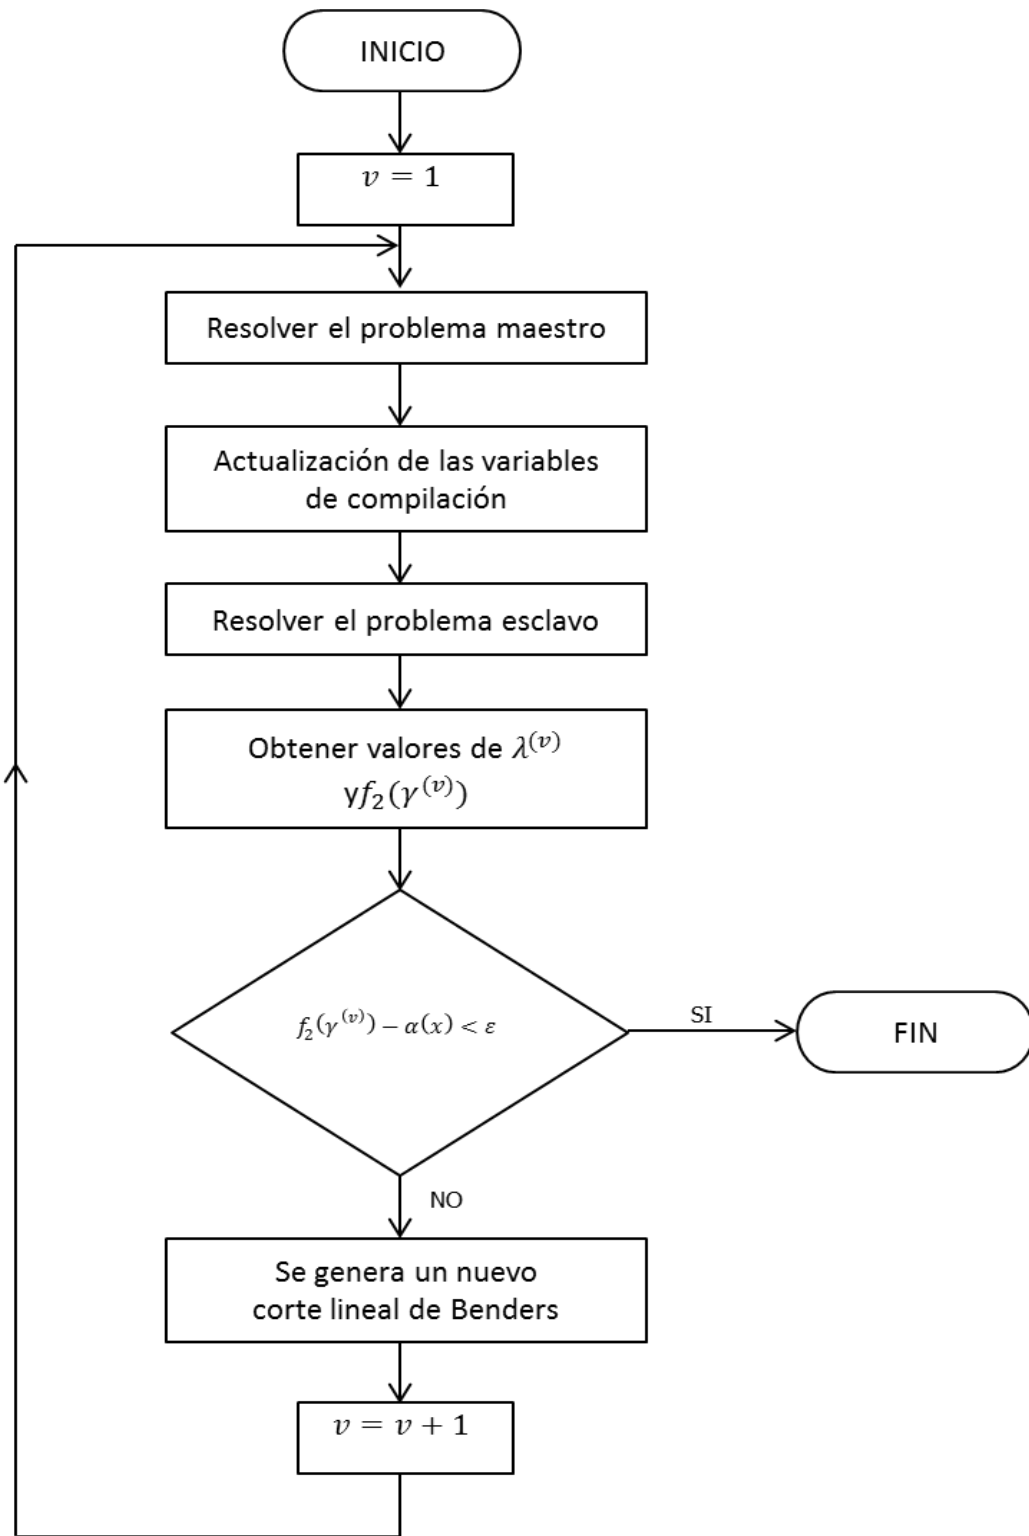 INICIO
v = 1
Resolver el problema maestro
Actualización de las variables
de compilación
Resolver el problema esclavo
Obtener valores de λ^(v)
yf₂(γ^(v))
f₂(γ^(v)) − α(x) < ε
SI
FIN
NO
Se genera un nuevo
corte lineal de Benders
v = v + 1